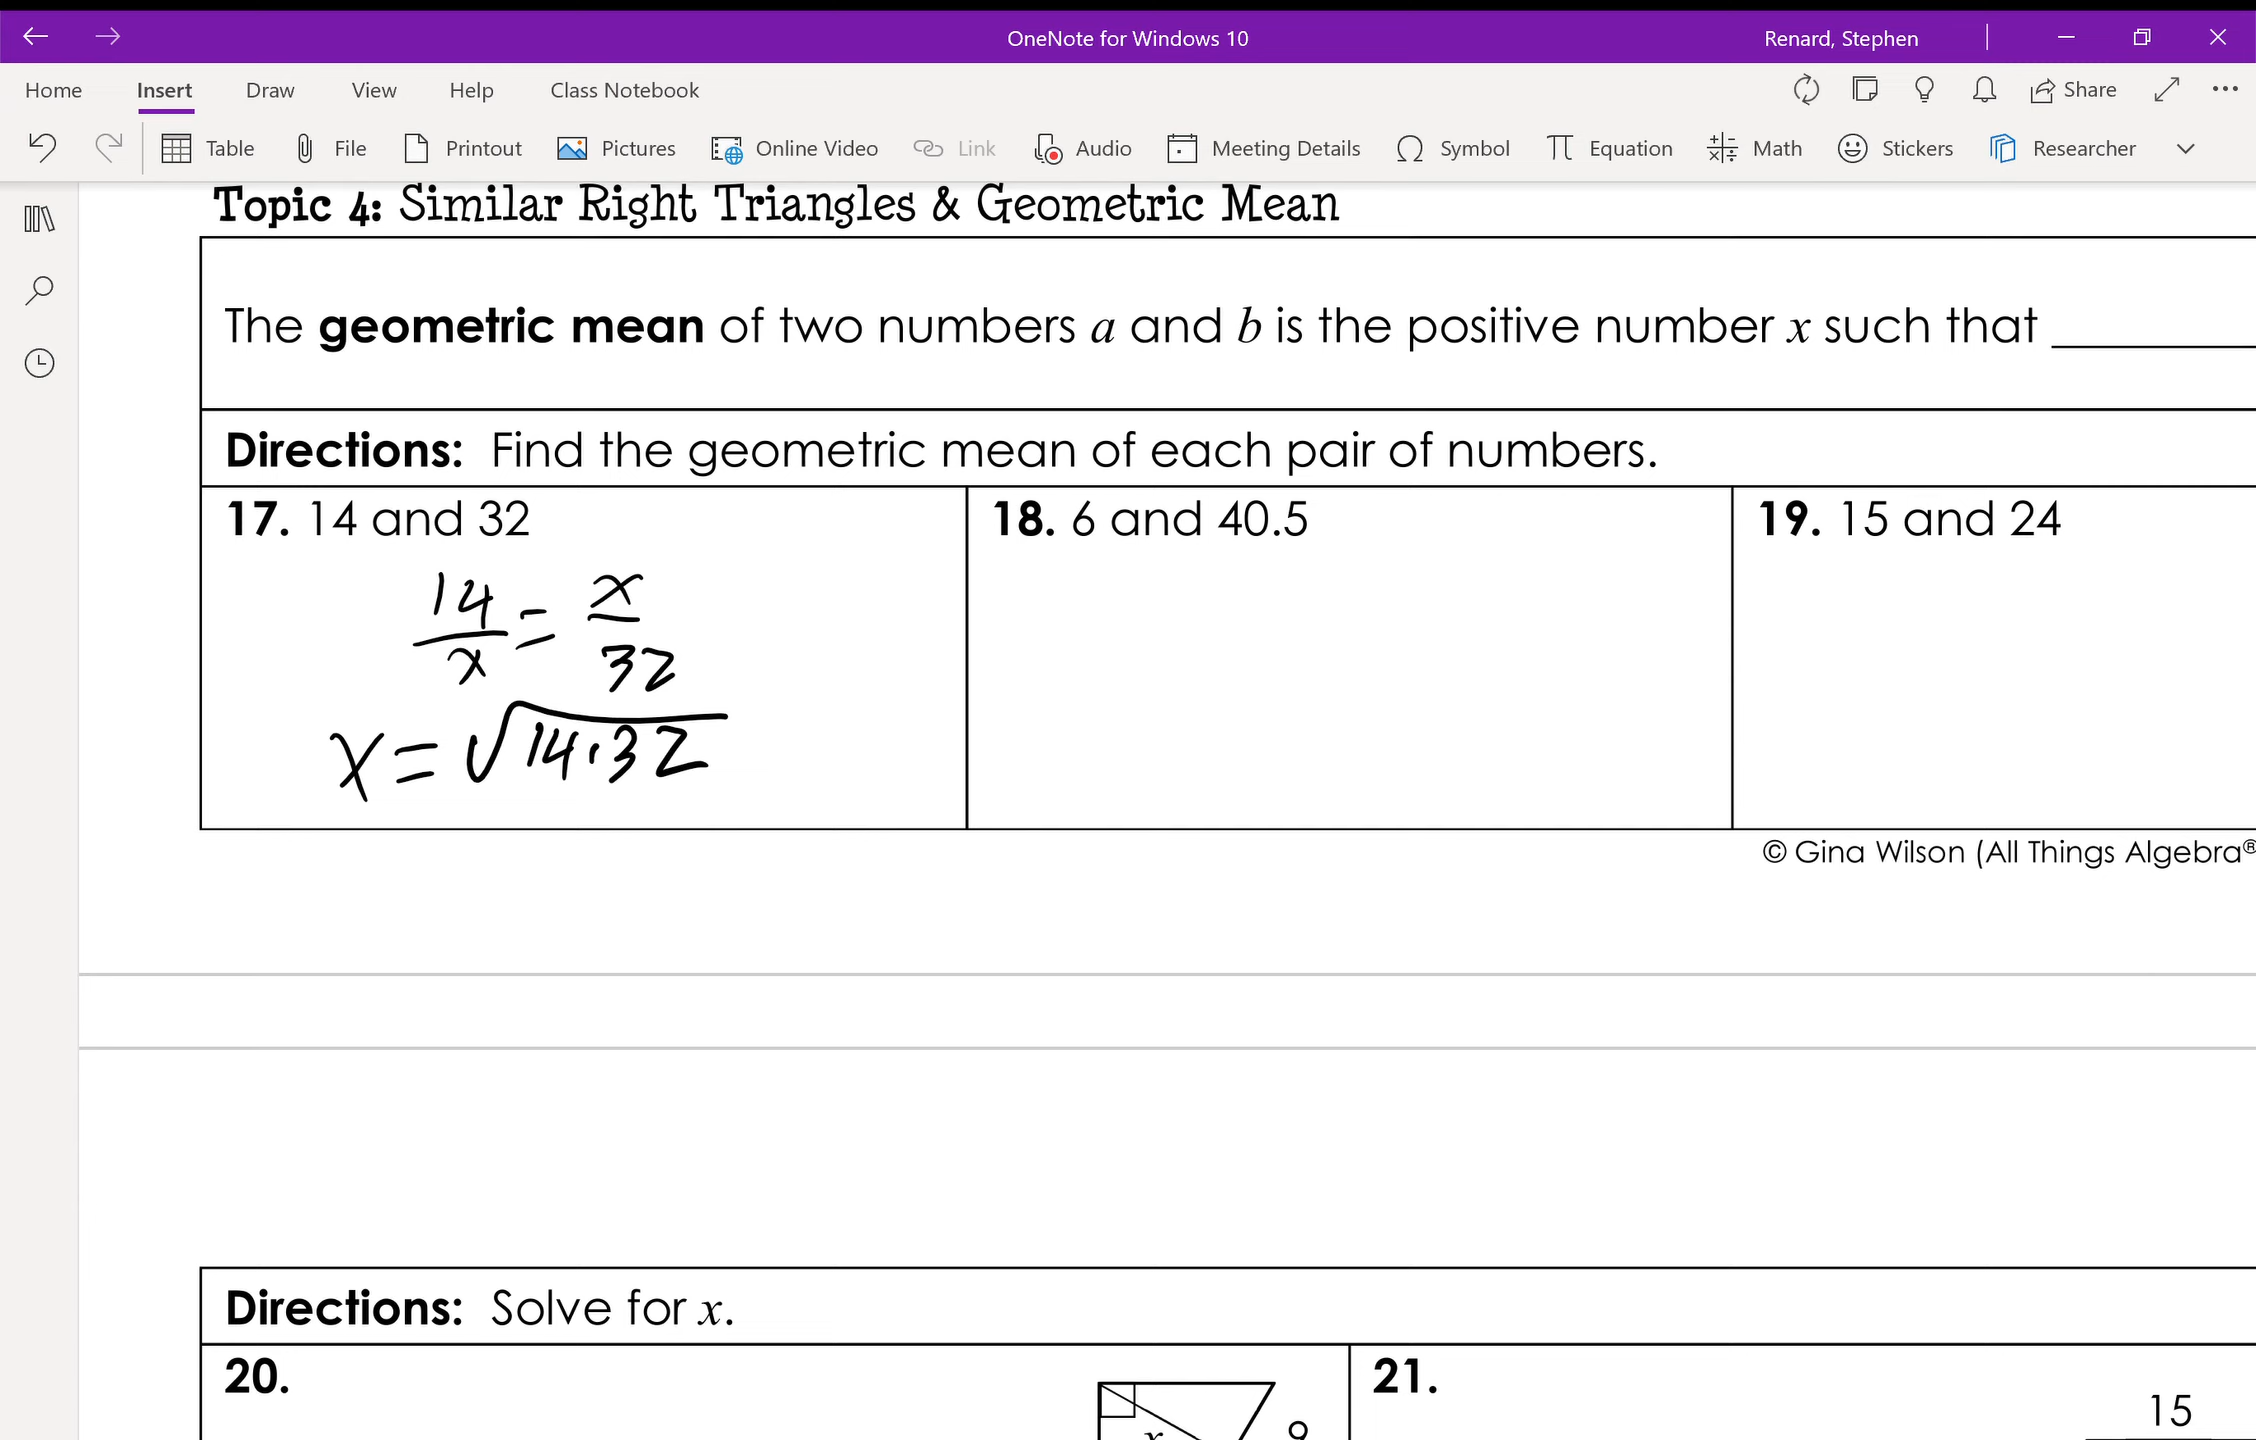 OneNote for Windows 10 Renard, Stephen
Home Insert Draw View Help Class Notebook Share
Table File Printout Pictures Online Video Link Audio Meeting Details Symbol Equation Math Stickers Researcher
Topic 4: Similar Right Triangles & Geometric Mean
The geometric mean of two numbers a and b is the positive number x such that ________
Directions: Find the geometric mean of each pair of numbers.
17. 14 and 32
14/x = x/32
x = √14·32
18. 6 and 40.5
19. 15 and 24
© Gina Wilson (All Things Algebra®
Directions: Solve for x.
20.
x 9
21.
15